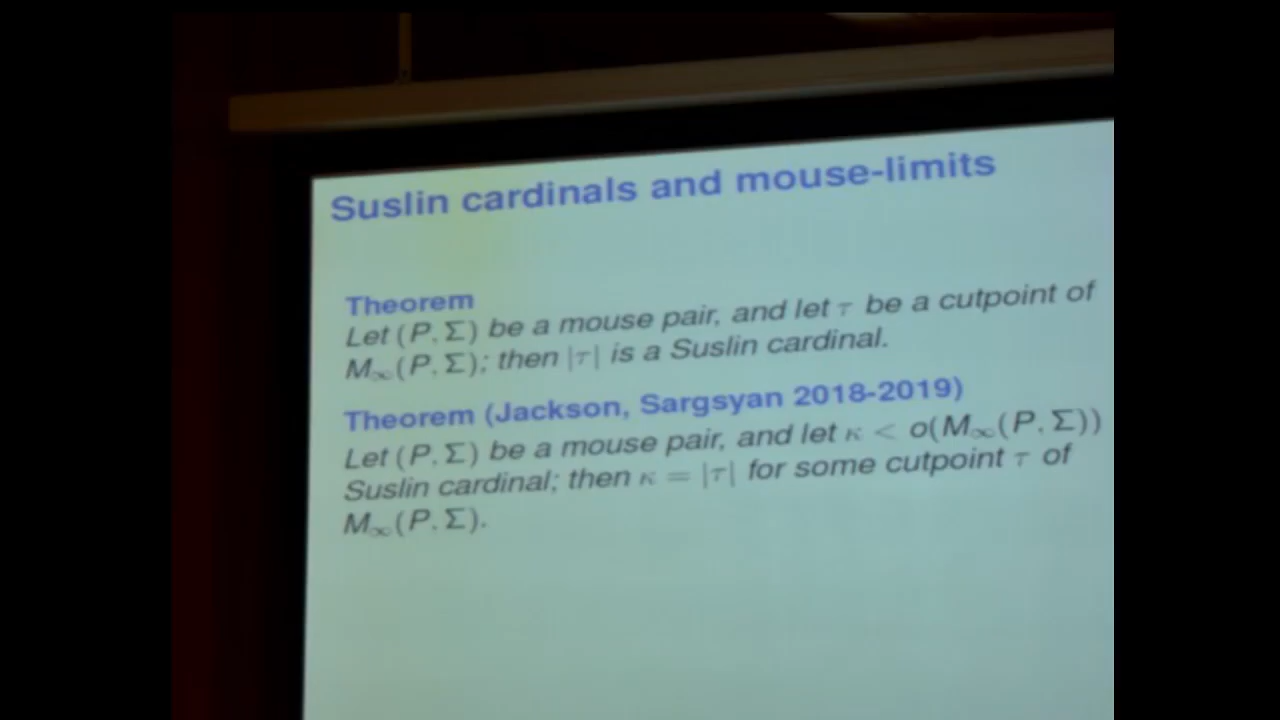 Suslin cardinals and mouse-limits
Theorem
Let (P, Σ) be a mouse pair, and let τ be a cutpoint of
M∞(P, Σ); then |τ| is a Suslin cardinal.
Theorem (Jackson, Sargsyan 2018-2019)
Let (P, Σ) be a mouse pair, and let κ < o(M∞(P, Σ))
Suslin cardinal; then κ = |τ| for some cutpoint τ of
M∞(P, Σ).